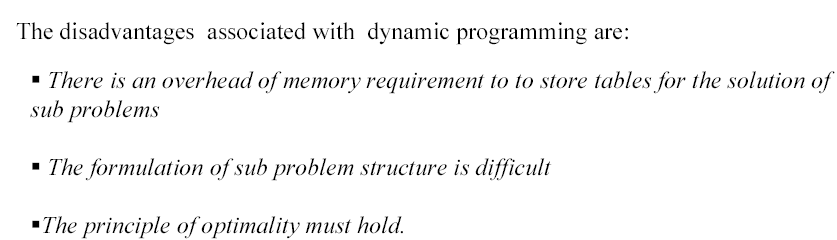 The disadvantages associated with dynamic programming are:
▪ There is an overhead of memory requirement to to store tables for the solution of
sub problems
▪ The formulation of sub problem structure is difficult
▪The principle of optimality must hold.